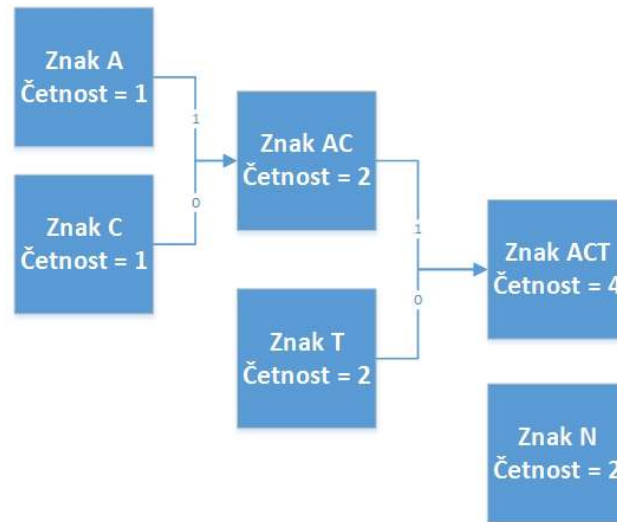 Znak A
Četnost = 1
1
Znak AC
Četnost = 2
0
Znak C
Četnost = 1
1
Znak ACT
Četnost = 4
0
Znak T
Četnost = 2
Znak N
Četnost = 2